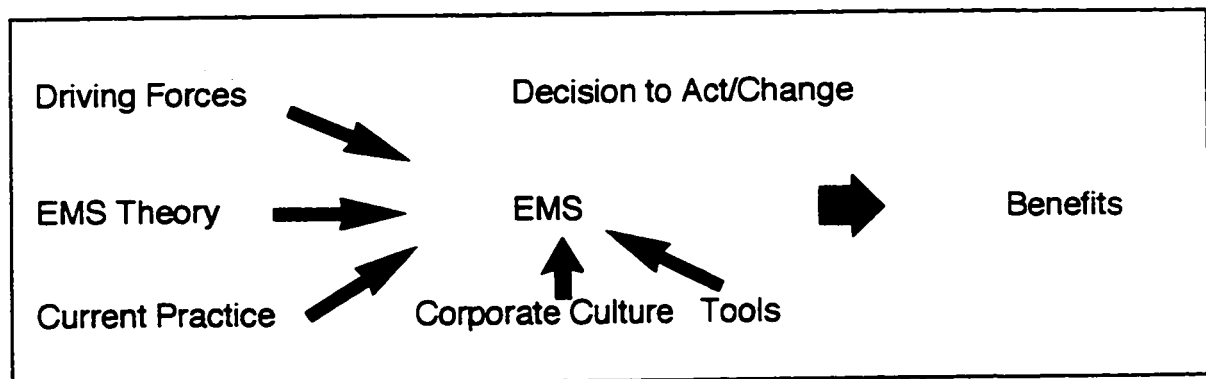 Driving Forces
Decision to Act/Change
EMS Theory
EMS
Benefits
Current Practice
Corporate Culture
Tools